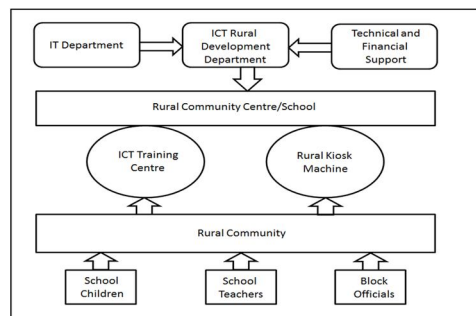 IT Department
ICT Rural
Development
Department
Technical and
Financial
Support
Rural Community Centre/School
ICT Training
Centre
Rural Kiosk
Machine
Rural Community
School
Children
School
Teachers
Block
Officials